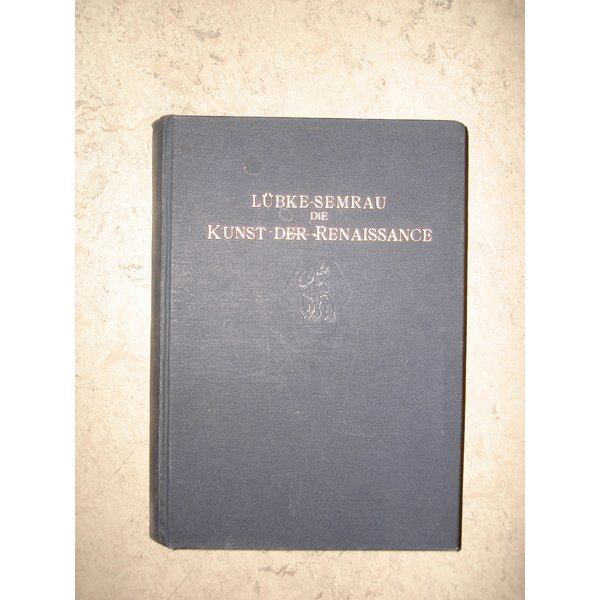 LÜBKE-SEMRAU
DIE
KUNST DER RENAISSANCE